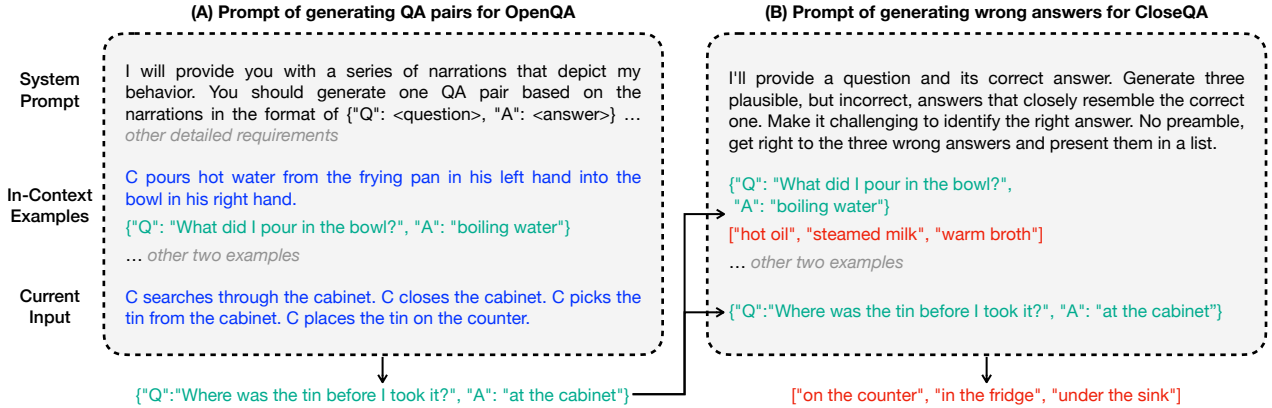 (A) Prompt of generating QA pairs for OpenQA
System
Prompt
I will provide you with a series of narrations that depict my
behavior. You should generate one QA pair based on the
narrations in the format of {"Q": <question>, "A": <answer>} ...
other detailed requirements
In-Context
Examples
C pours hot water from the frying pan in his left hand into the
bowl in his right hand.
{"Q": "What did I pour in the bowl?", "A": "boiling water"}
... other two examples
Current
Input
C searches through the cabinet. C closes the cabinet. C picks the
tin from the cabinet. C places the tin on the counter.
{"Q":"Where was the tin before I took it?", "A": "at the cabinet"}
(B) Prompt of generating wrong answers for CloseQA
I'll provide a question and its correct answer. Generate three
plausible, but incorrect, answers that closely resemble the correct
one. Make it challenging to identify the right answer. No preamble,
get right to the three wrong answers and present them in a list.
{"Q": "What did I pour in the bowl?",
"A": "boiling water"}
["hot oil", "steamed milk", "warm broth"]
... other two examples
{"Q":"Where was the tin before I took it?", "A": "at the cabinet”}
["on the counter", "in the fridge", "under the sink"]